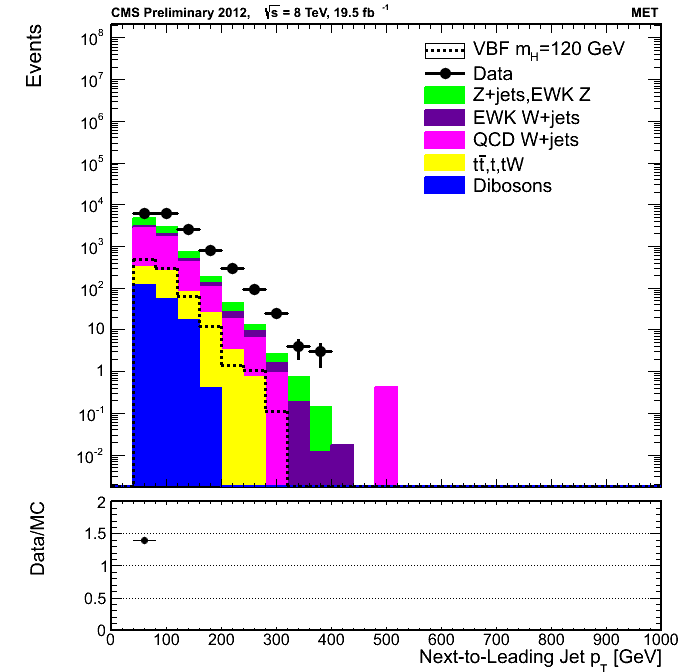 CMS Preliminary 2012, √s = 8 TeV, 19.5 fb⁻¹ MET
Events
10⁸
10⁷
10⁶
10⁵
10⁴
10³
10²
10
1
10⁻¹
10⁻²
VBF m_H=120 GeV
Data
Z+jets,EWK Z
EWK W+jets
QCD W+jets
tt̅,t,tW
Dibosons
Data/MC
2
1.5
1
0.5
0
0 100 200 300 400 500 600 700 800 900 1000
Next-to-Leading Jet p_T [GeV]